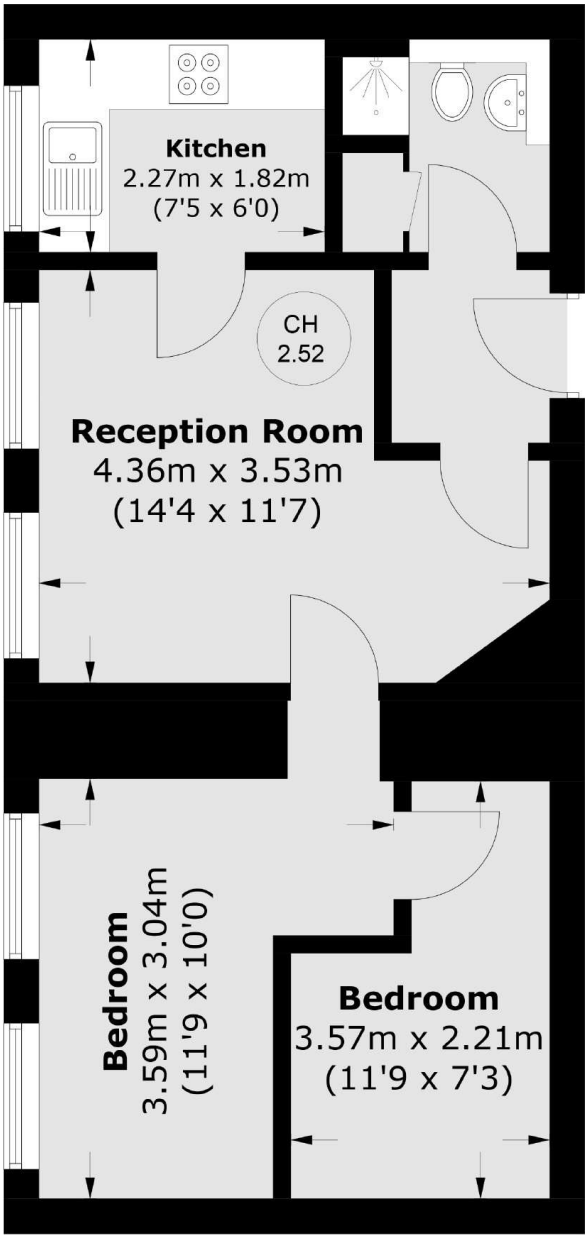 Kitchen
2.27m x 1.82m
(7'5 x 6'0)
CH
2.52
Reception Room
4.36m x 3.53m
(14'4 x 11'7)
Bedroom
3.59m x 3.04m
(11'9 x 10'0)
Bedroom
3.57m x 2.21m
(11'9 x 7'3)